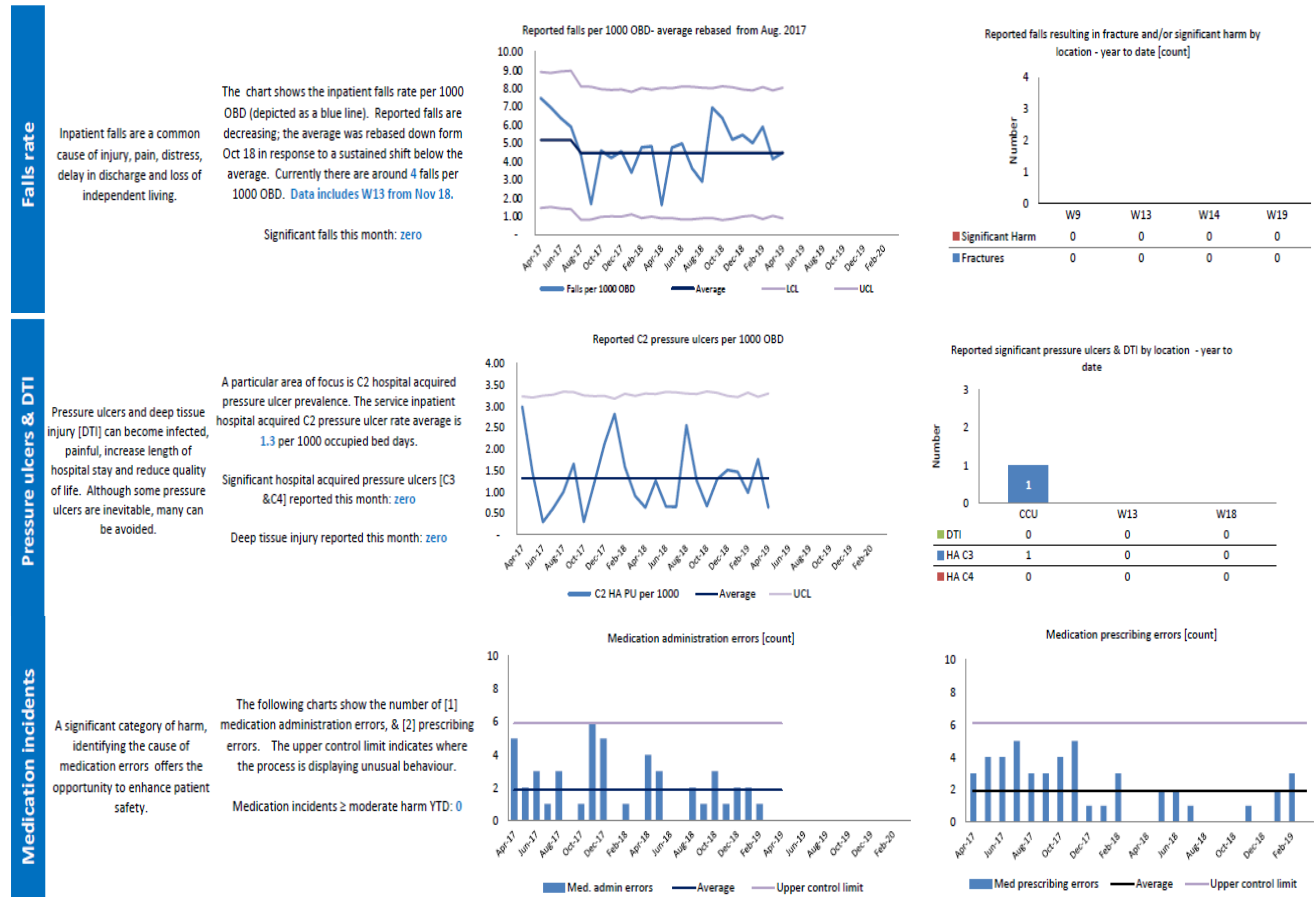 Falls rate
Inpatient falls are a common
cause of injury, pain, distress,
delay in discharge and loss of
independent living.
The chart shows the inpatient falls rate per 1000
OBD (depicted as a blue line). Reported falls are
decreasing; the average was rebased down form
Oct 18 in response to a sustained shift below the
average. Currently there are around 4 falls per
1000 OBD. Data includes W13 from Nov 18.
Significant falls this month: zero
Reported falls per 1000 OBD- average rebased from Aug. 2017
10.00
9.00
8.00
7.00
6.00
5.00
4.00
3.00
2.00
1.00
-
Apr-17
Jun-17
Aug-17
Oct-17
Dec-17
Feb-18
Apr-18
Jun-18
Aug-18
Oct-18
Dec-18
Feb-19
Apr-19
Jun-19
Aug-19
Oct-19
Dec-19
Feb-20
Falls per 1000 OBD Average LCL UCL
Reported falls resulting in fracture and/or significant harm by
location - year to date [count]
Number
4
3
2
1
0
W9 W13 W14 W19
Significant Harm 0 0 0 0
Fractures 0 0 0 0
Pressure ulcers & DTI
Pressure ulcers and deep tissue
injury [DTI] can become infected,
painful, increase length of
hospital stay and reduce quality
of life. Although some pressure
ulcers are inevitable, many can
be avoided.
A particular area of focus is C2 hospital acquired
pressure ulcer prevalence. The service inpatient
hospital acquired C2 pressure ulcer rate average is
1.3 per 1000 occupied bed days.
Significant hospital acquired pressure ulcers [C3
&C4] reported this month: zero
Deep tissue injury reported this month: zero
Reported C2 pressure ulcers per 1000 OBD
4.00
3.50
3.00
2.50
2.00
1.50
1.00
0.50
-
Apr-17
Jun-17
Aug-17
Oct-17
Dec-17
Feb-18
Apr-18
Jun-18
Aug-18
Oct-18
Dec-18
Feb-19
Apr-19
Jun-19
Aug-19
Oct-19
Dec-19
Feb-20
C2 HA PU per 1000 Average UCL
Reported significant pressure ulcers & DTI by location - year to
date
Number
3
2
1
0
1
CCU W13 W18
DTI 0 0 0
HA C3 1 0 0
HA C4 0 0 0
Medication incidents
A significant category of harm,
identifying the cause of
medication errors offers the
opportunity to enhance patient
safety.
The following charts show the number of [1]
medication administration errors, & [2] prescribing
errors. The upper control limit indicates where
the process is displaying unusual behaviour.
Medication incidents ≥ moderate harm YTD: 0
Medication administration errors [count]
10
8
6
4
2
0
Apr-17
Jun-17
Aug-17
Oct-17
Dec-17
Feb-18
Apr-18
Jun-18
Aug-18
Oct-18
Dec-18
Feb-19
Apr-19
Jun-19
Aug-19
Oct-19
Dec-19
Feb-20
Med. admin errors Average Upper control limit
Medication prescribing errors [count]
10
8
6
4
2
0
Apr-17
Jun-17
Aug-17
Oct-17
Dec-17
Feb-18
Apr-18
Jun-18
Aug-18
Oct-18
Dec-18
Feb-19
Med prescribing errors Average Upper control limit